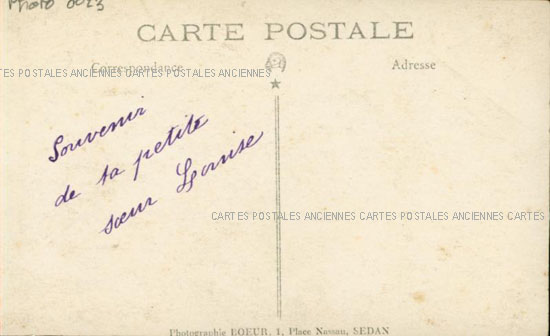 Photo 0023
CARTE POSTALE
Correspondance
Adresse
CARTES POSTALES ANCIENNES CARTES POSTALES ANCIENNES
Souvenir
de ta petite
sœur Louise
CARTES POSTALES ANCIENNES CARTES POSTALES ANCIENNES CARTES
Photographie BOEUR, 1, Place Nassau, SEDAN